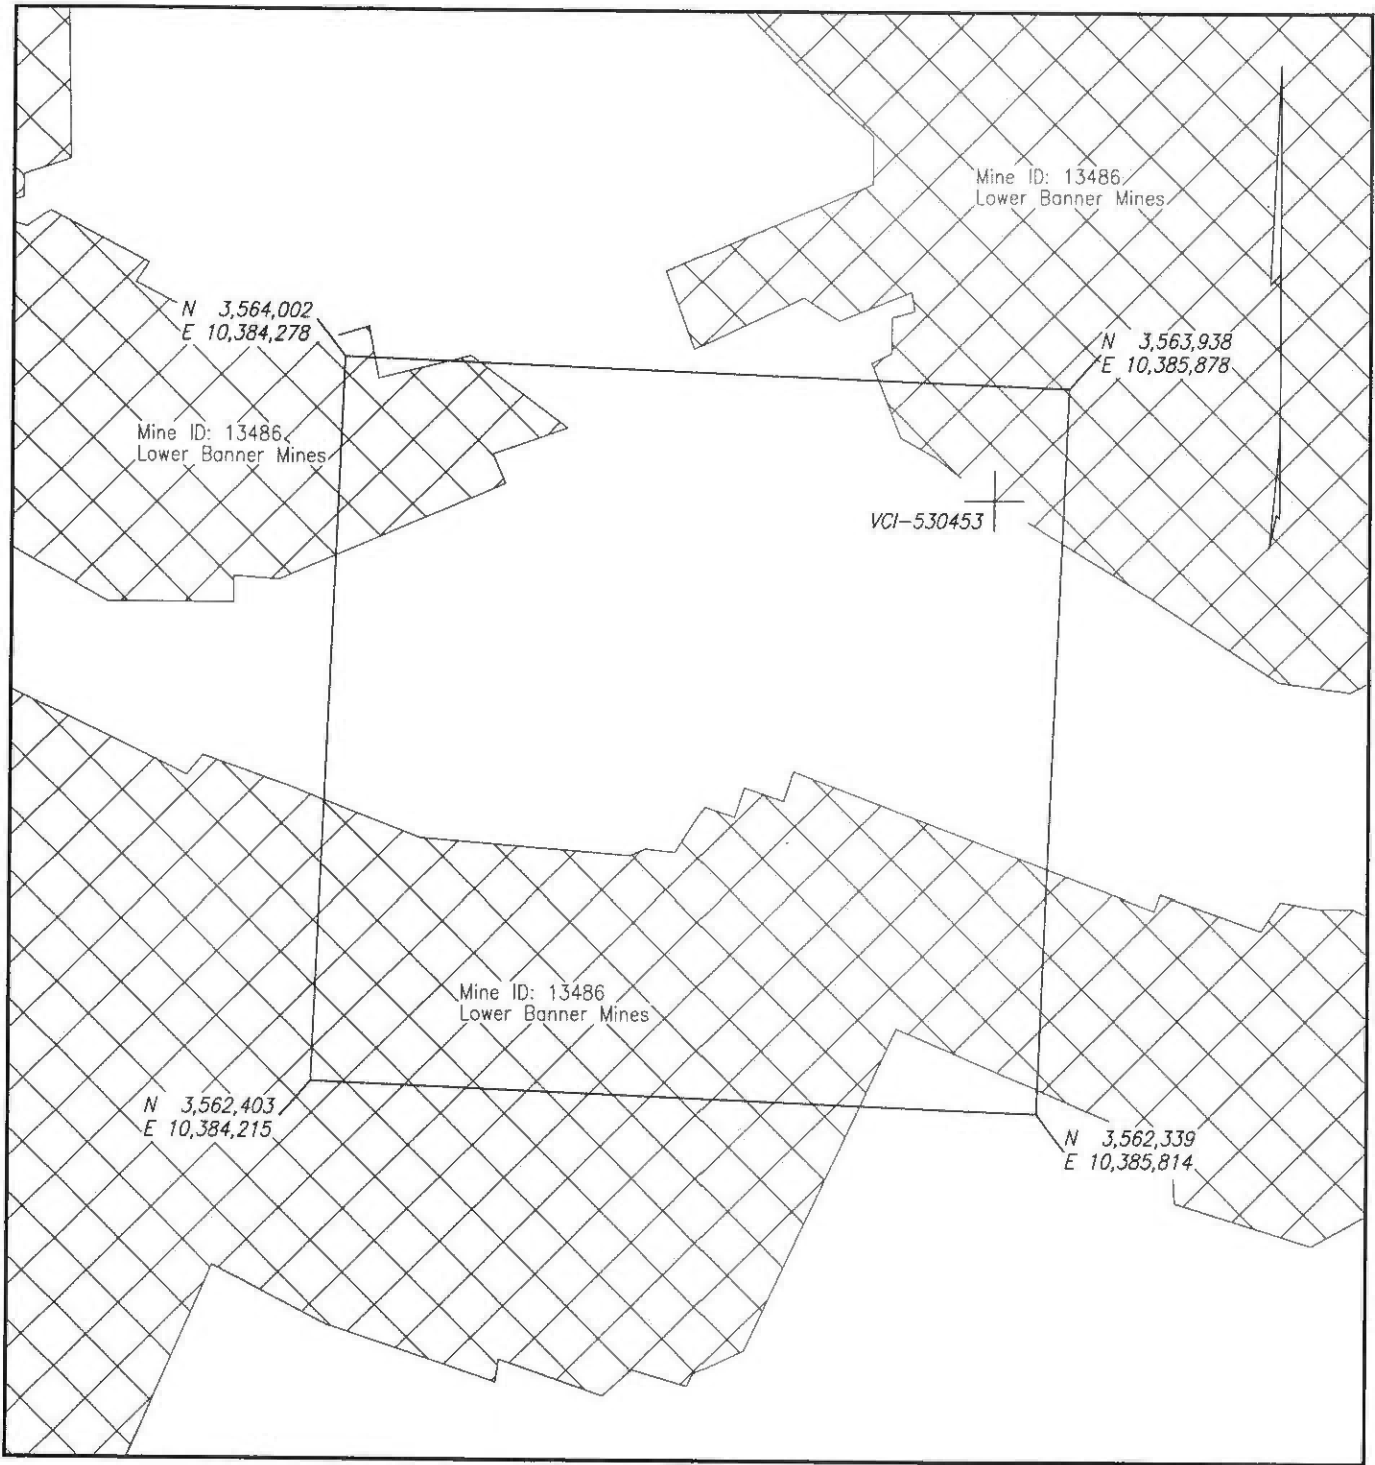 Mine ID: 13486
Lower Banner Mines
N 3,564,002
E 10,384,278
N 3,563,938
E 10,385,878
Mine ID: 13486
Lower Banner Mines
VCI-530453
Mine ID: 13486
Lower Banner Mines
N 3,562,403
E 10,384,215
N 3,562,339
E 10,385,814